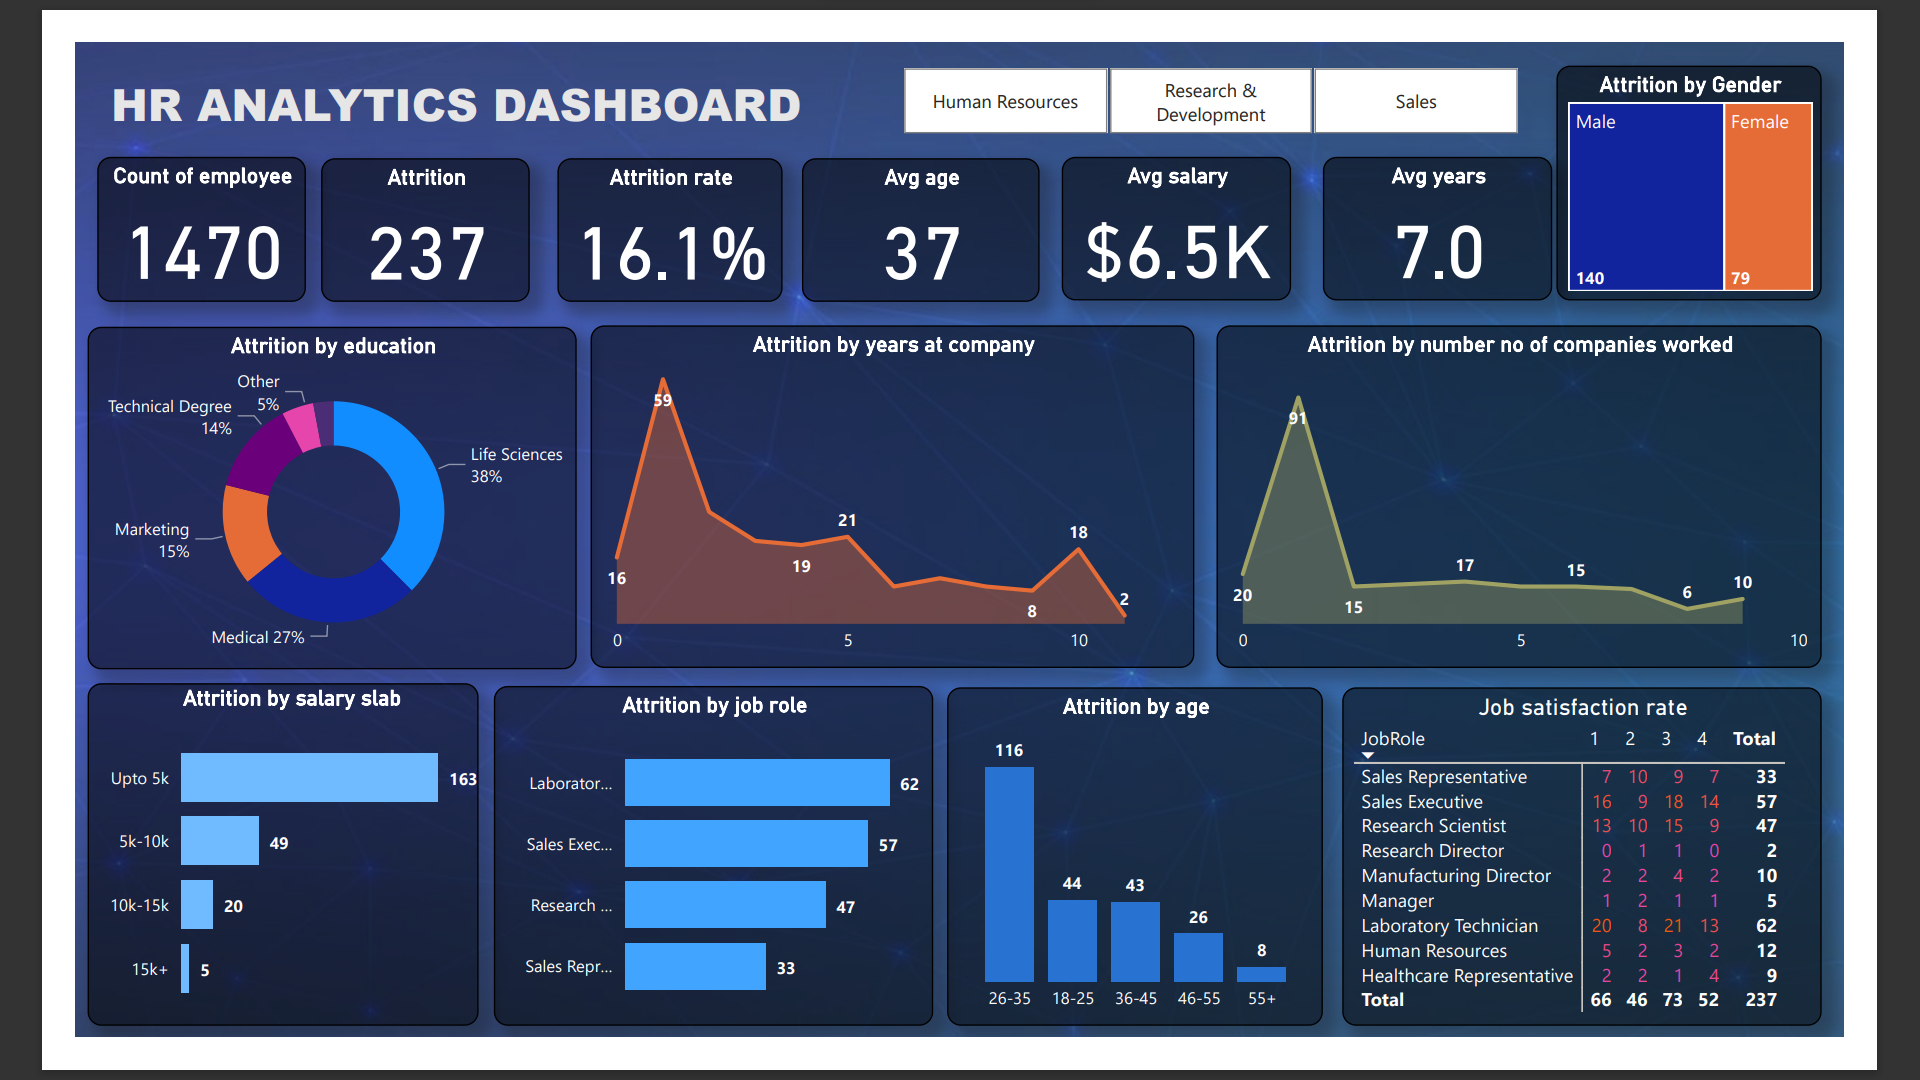 HR ANALYTICS DASHBOARD
Human Resources
Research &
Development
Sales
Attrition by Gender
Male
Female
140
79
Count of employee
1470
Attrition
237
Attrition rate
16.1%
Avg age
37
Avg salary
$6.5K
Avg years
7.0
Attrition by education
Other
5%
Technical Degree
14%
Life Sciences
38%
Marketing
15%
Medical 27%
Attrition by years at company
59
16
19
21
8
18
2
0 5 10
Attrition by number no of companies worked
91
20
15
17
15
6
10
0 5 10
Attrition by salary slab
Upto 5k 163
5k-10k 49
10k-15k 20
15k+ 5
Attrition by job role
Laborator... 62
Sales Exec... 57
Research ... 47
Sales Repr... 33
Attrition by age
116
44
43
26
8
26-35 18-25 36-45 46-55 55+
Job satisfaction rate
JobRole 1 2 3 4 Total
Sales Representative 7 10 9 7 33
Sales Executive 16 9 18 14 57
Research Scientist 13 10 15 9 47
Research Director 0 1 1 0 2
Manufacturing Director 2 2 4 2 10
Manager 1 2 1 1 5
Laboratory Technician 20 8 21 13 62
Human Resources 5 2 3 2 12
Healthcare Representative 2 2 1 4 9
Total 66 46 73 52 237